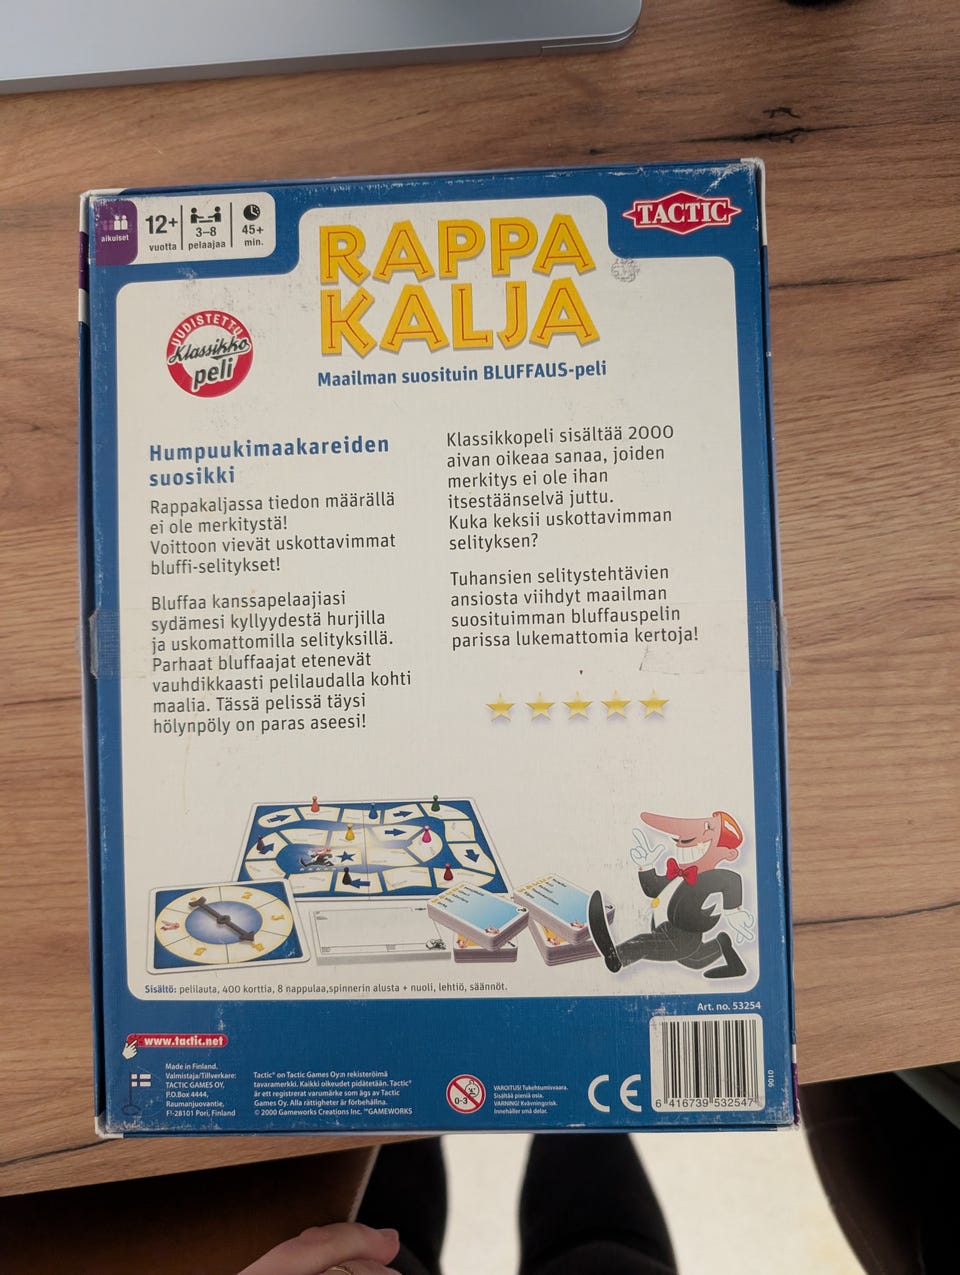 aikuiset
12+
vuotta
3–8
pelaajaa
45+
min.
RAPPA
KALJA
TACTIC
UUDISTETTU
Klassikko
peli
Maailman suosituin BLUFFAUS-peli
Humpuukimaakareiden
suosikki
Rappakaljassa tiedon määrällä
ei ole merkitystä!
Voittoon vievät uskottavimmat
bluffi-selitykset!
Bluffaa kanssapelaajiasi
sydämesi kyllyydestä hurjilla
ja uskomattomilla selityksillä.
Parhaat bluffaajat etenevät
vauhdikkaasti pelilaudalla kohti
maalia. Tässä pelissä täysi
hölynpöly on paras aseesi!
Klassikkopeli sisältää 2000
aivan oikeaa sanaa, joiden
merkitys ei ole ihan
itsestäänselvä juttu.
Kuka keksii uskottavimman
selityksen?
Tuhansien selitystehtävien
ansiosta viihdyt maailman
suosituimman bluffauspelin
parissa lukemattomia kertoja!
Sisältö: pelilauta, 400 korttia, 8 nappulaa,spinnerin alusta + nuoli, lehtiö, säännöt.
Art. no. 53254
www.tactic.net
Made in Finland.
Valmistaja/Tillverkare:
TACTIC GAMES OY,
P.O.Box 4444,
Raumanjuovantie,
FI-28101 Pori, Finland
Tactic® on Tactic Games Oy:n rekisteröimä
tavaramerkki. Kaikki oikeudet pidätetään. Tactic®
är ett registrerat varumärke som ägs av Tactic
Games Oy. Alla rättigheter är förbehållna.
© 2000 Gameworks Creations Inc. ™GAMEWORKS
0-3
VAROITUS! Tukehtumisvaara.
Sisältää pieniä osia.
VARNING! Kvävningsrisk.
Innehåller små delar.
CE
6 416739 532547
9010